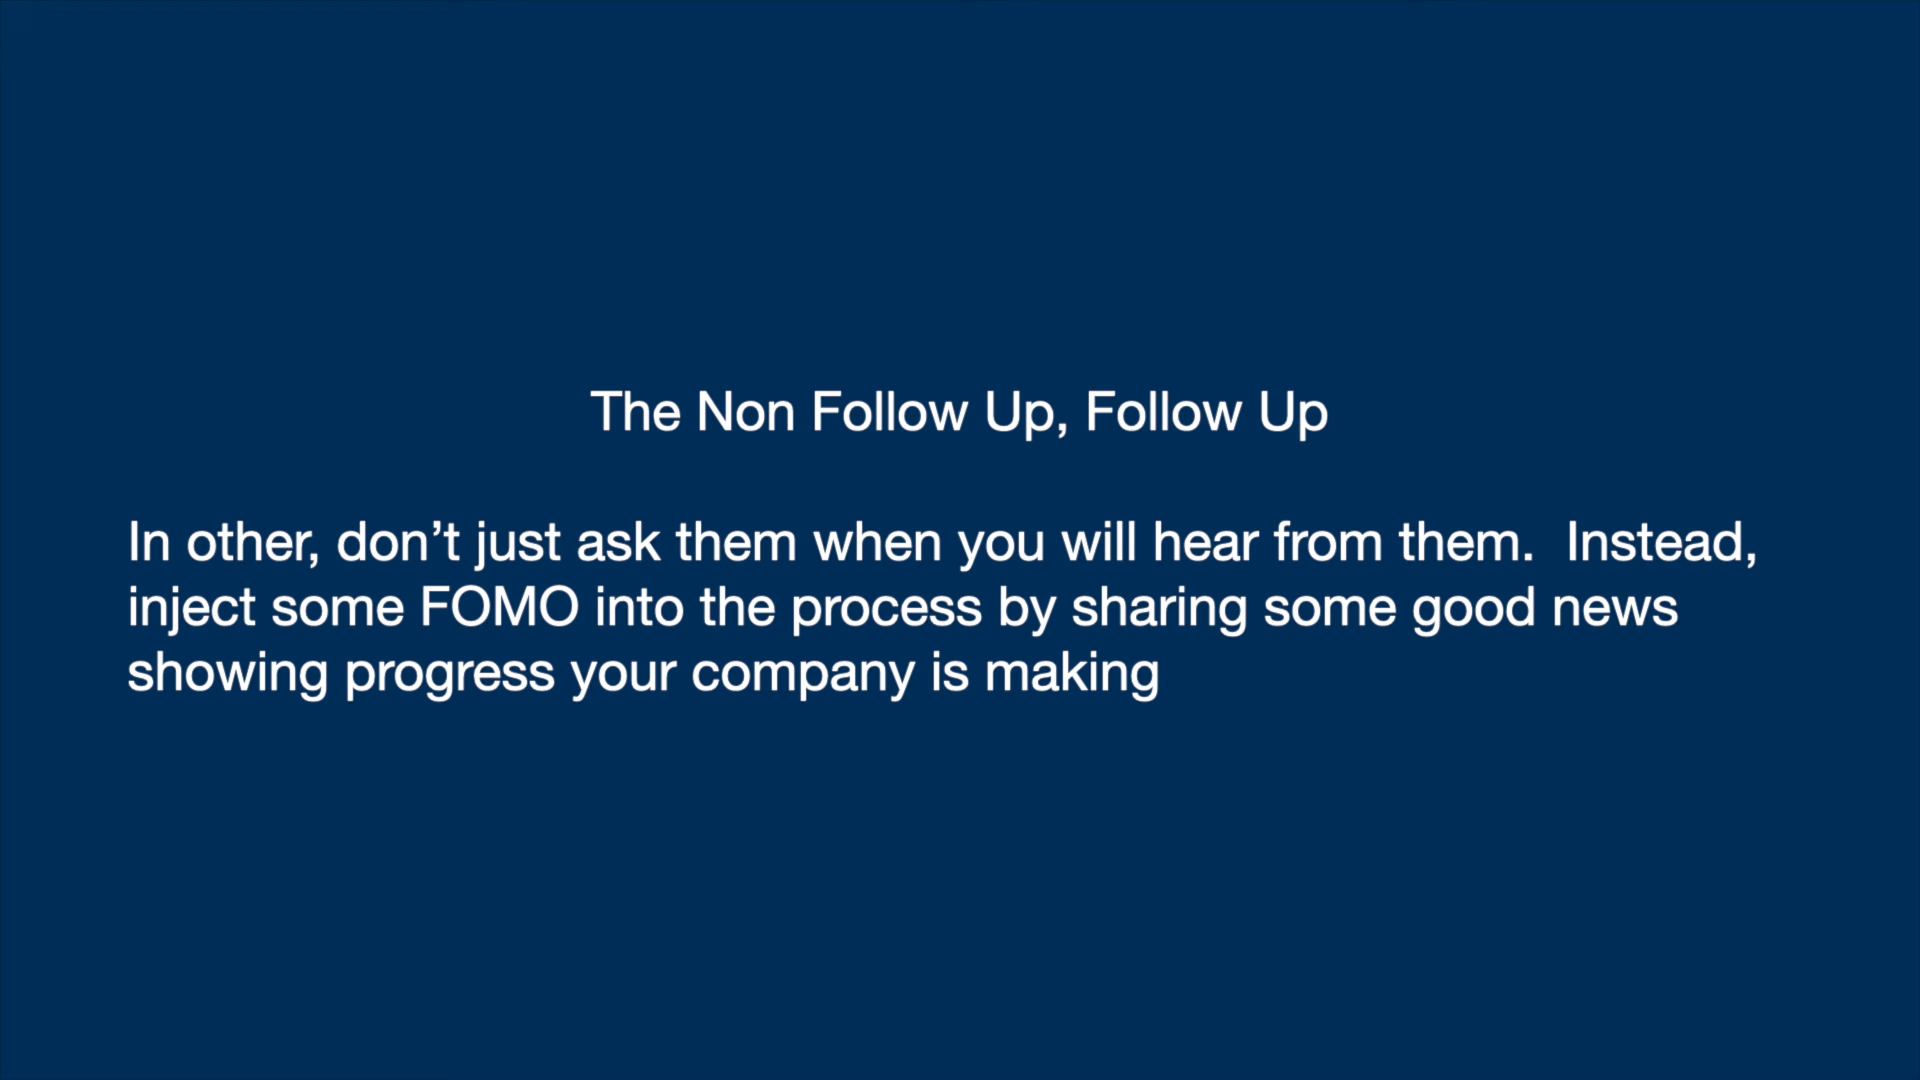 The Non Follow Up, Follow Up
In other, don’t just ask them when you will hear from them.  Instead,
inject some FOMO into the process by sharing some good news
showing progress your company is making